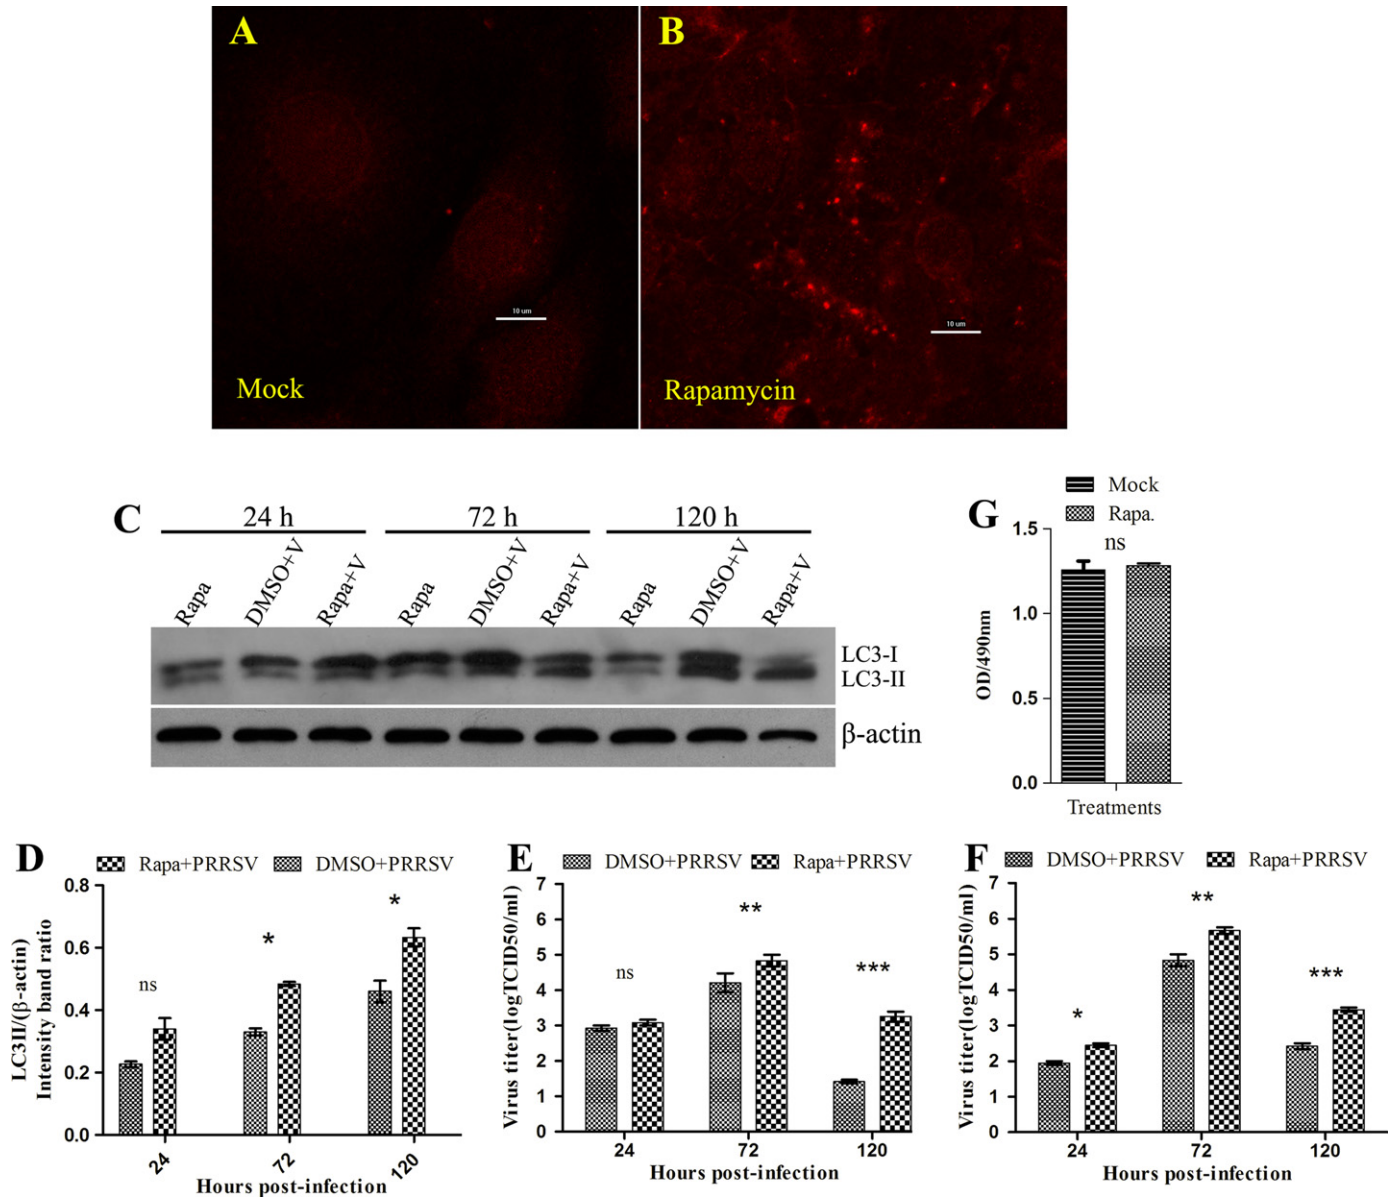 A
B
10 um
10 um
Mock
Rapamycin
C
24 h
72 h
120 h
Rapa
DMSO+V
Rapa+V
Rapa
DMSO+V
Rapa+V
Rapa
DMSO+V
Rapa+V
LC3-I
LC3-II
β-actin
G
Mock
Rapa.
ns
1.5
1.0
0.5
0.0
OD/490nm
Treatments
D
Rapa+PRRSV
DMSO+PRRSV
LC3II/(β-actin)
Intensity band ratio
0.8
0.6
0.4
0.2
0.0
ns
*
*
24
72
120
Hours post-infection
E
DMSO+PRRSV
Rapa+PRRSV
Virus titer(logTCID50/ml)
7
6
5
4
3
2
1
0
ns
**
***
24
72
120
Hours post-infection
F
DMSO+PRRSV
Rapa+PRRSV
Virus titer(logTCID50/ml)
7
6
5
4
3
2
1
0
*
**
***
24
72
120
Hours post-infection